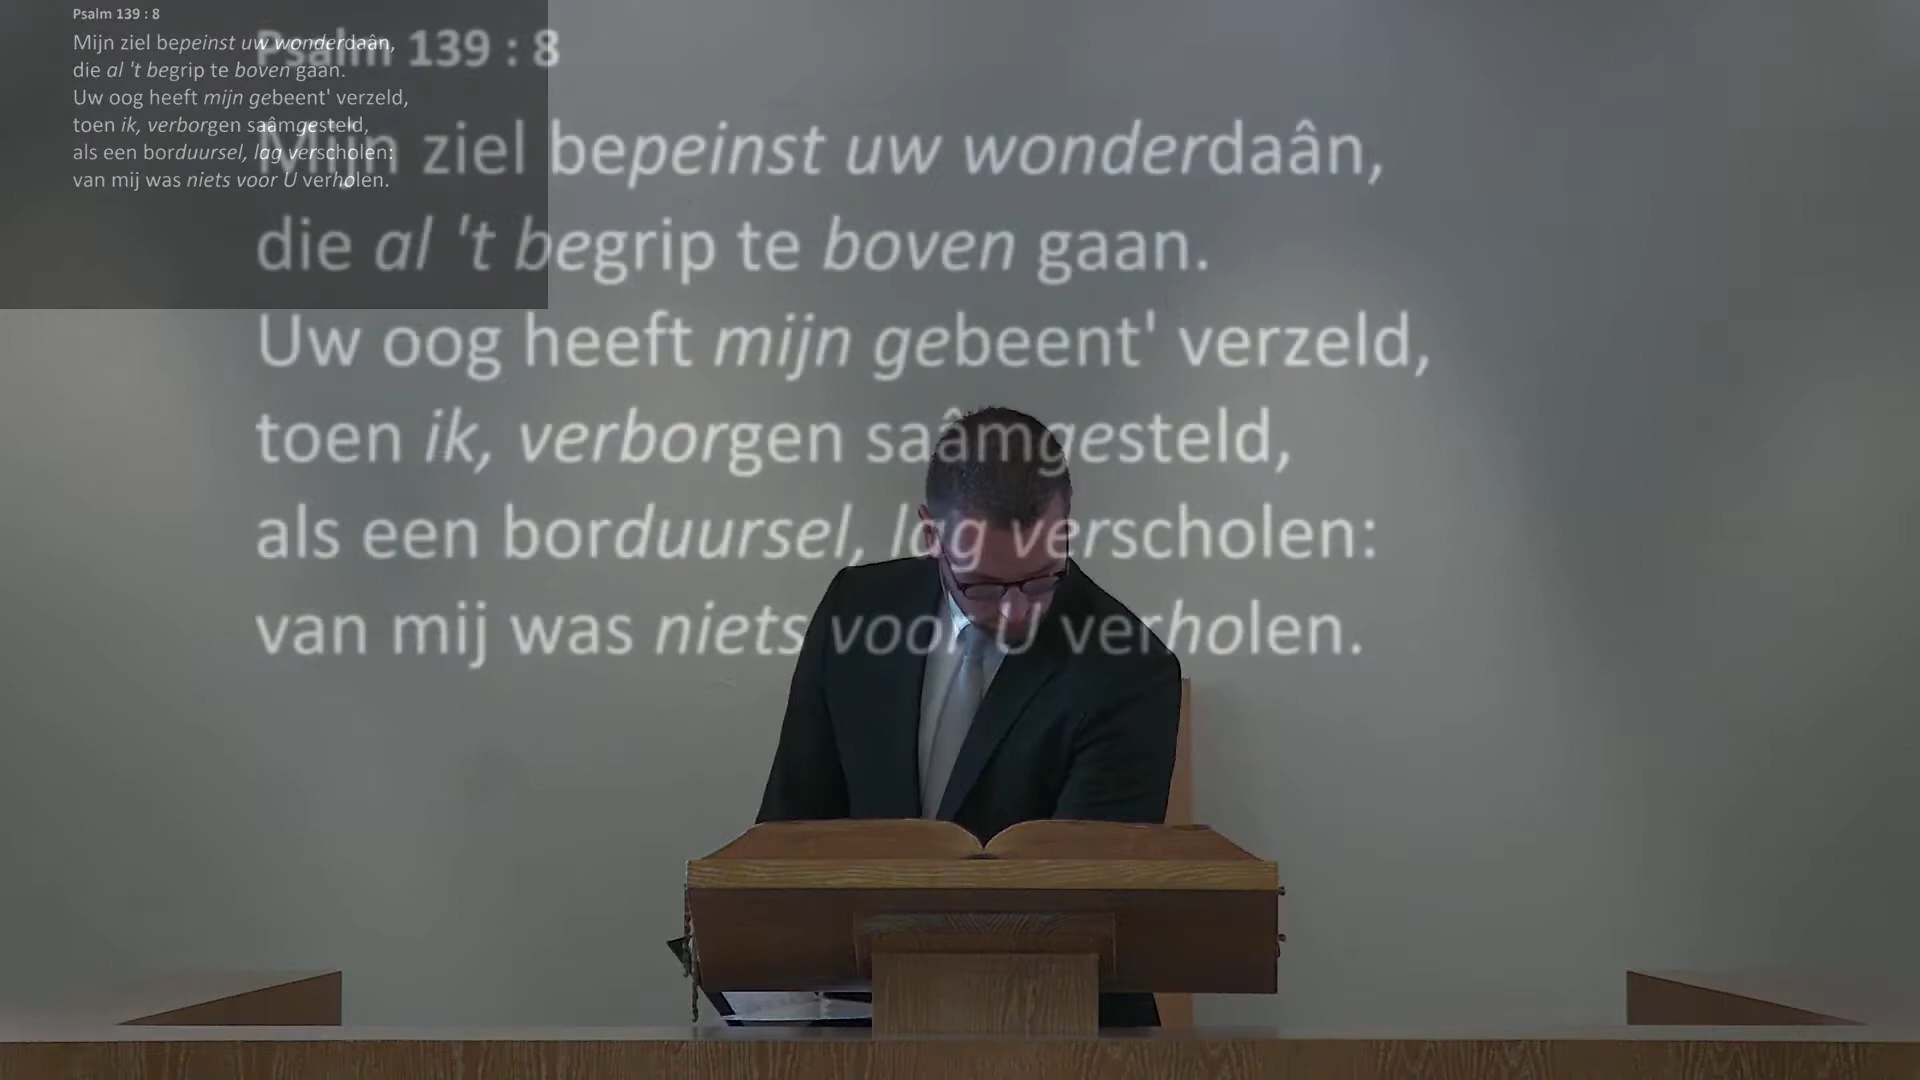 Psalm 139 : 8
Mijn ziel bepeinst uw wonderdaân,
die al 't begrip te boven gaan.
Uw oog heeft mijn gebeent' verzeld,
toen ik, verborgen saâmgesteld,
als een borduursel, lag verscholen:
van mij was niets voor U verholen.
Psalm 139 : 8
Mijn ziel bepeinst uw wonderdaân,
die al 't begrip te boven gaan.
Uw oog heeft mijn gebeent' verzeld,
toen ik, verborgen saâmgesteld,
als een borduursel, lag verscholen:
van mij was niets voor U verholen.